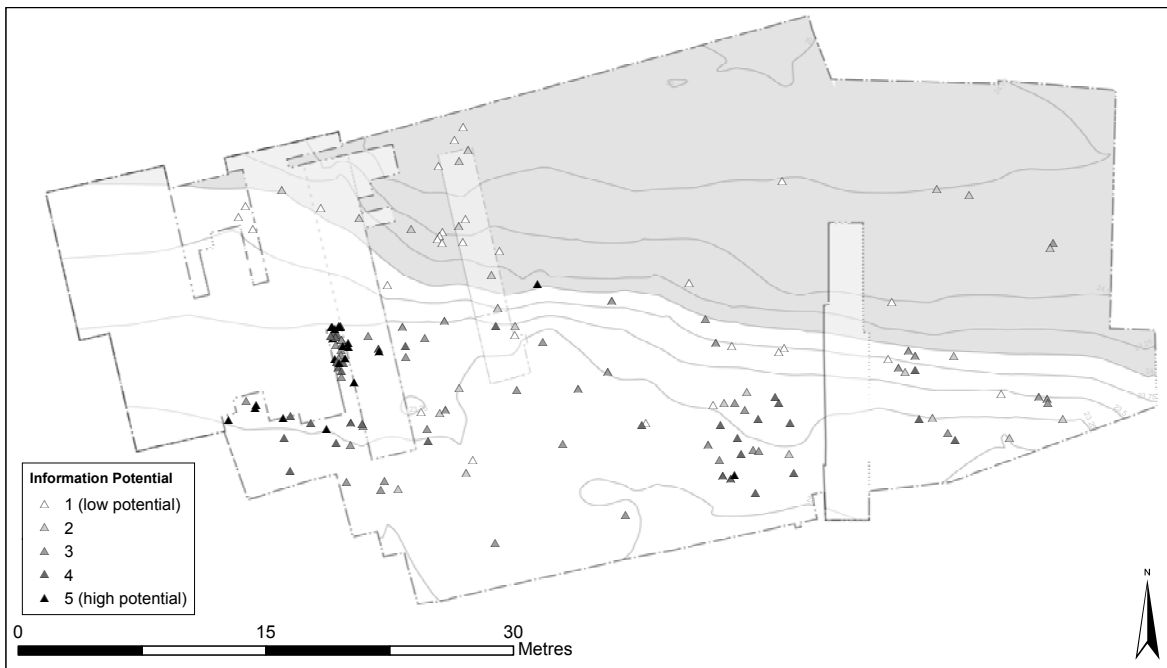 N
Information Potential
1 (low potential)
2
3
4
5 (high potential)
0 15 30
Metres